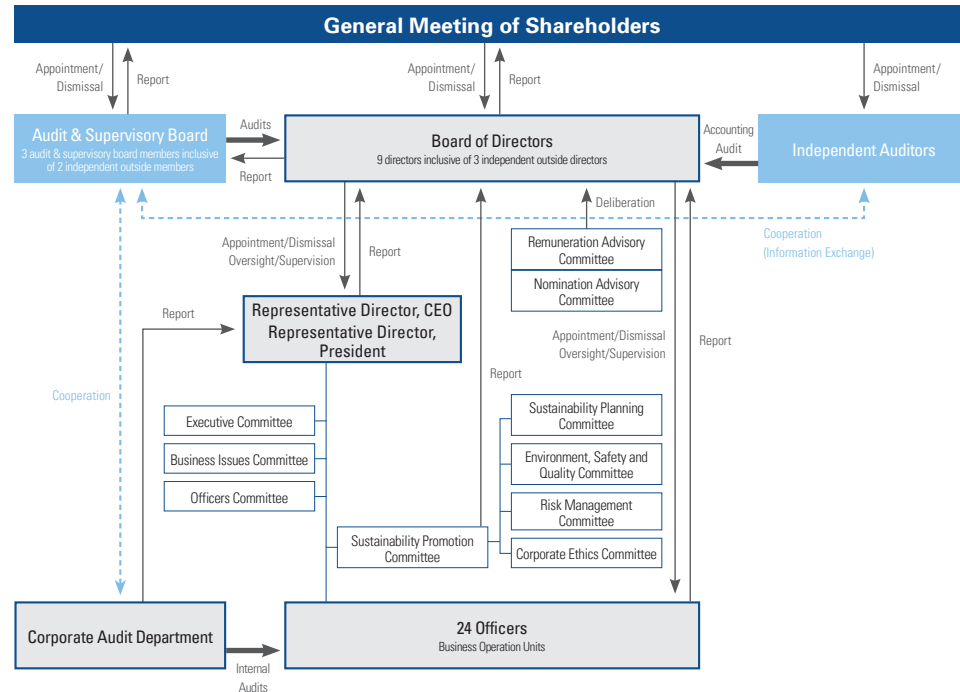 General Meeting of Shareholders
Appointment/
Dismissal
Report
Appointment/
Dismissal
Report
Appointment/
Dismissal
Audit & Supervisory Board
3 audit & supervisory board members inclusive
of 2 independent outside members
Audits
Report
Board of Directors
9 directors inclusive of 3 independent outside directors
Accounting
Audit
Independent Auditors
Deliberation
Cooperation
(Information Exchange)
Appointment/Dismissal
Oversight/Supervision
Report
Remuneration Advisory
Committee
Nomination Advisory
Committee
Report
Representative Director, CEO
Representative Director,
President
Appointment/Dismissal
Oversight/Supervision
Report
Report
Cooperation
Executive Committee
Business Issues Committee
Officers Committee
Sustainability Promotion
Committee
Sustainability Planning
Committee
Environment, Safety and
Quality Committee
Risk Management
Committee
Corporate Ethics Committee
Corporate Audit Department
Internal
Audits
24 Officers
Business Operation Units